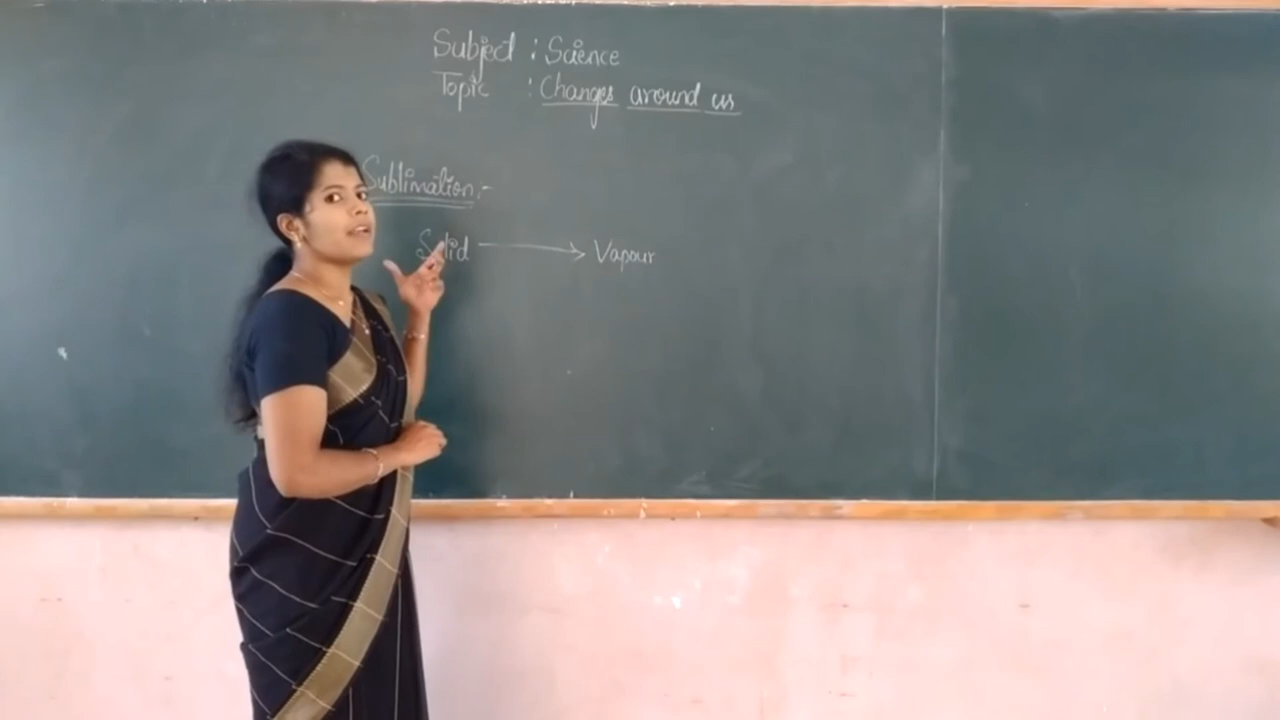 Subject : Science
Topic : Changes around us
Sublimation:-
Solid → Vapour